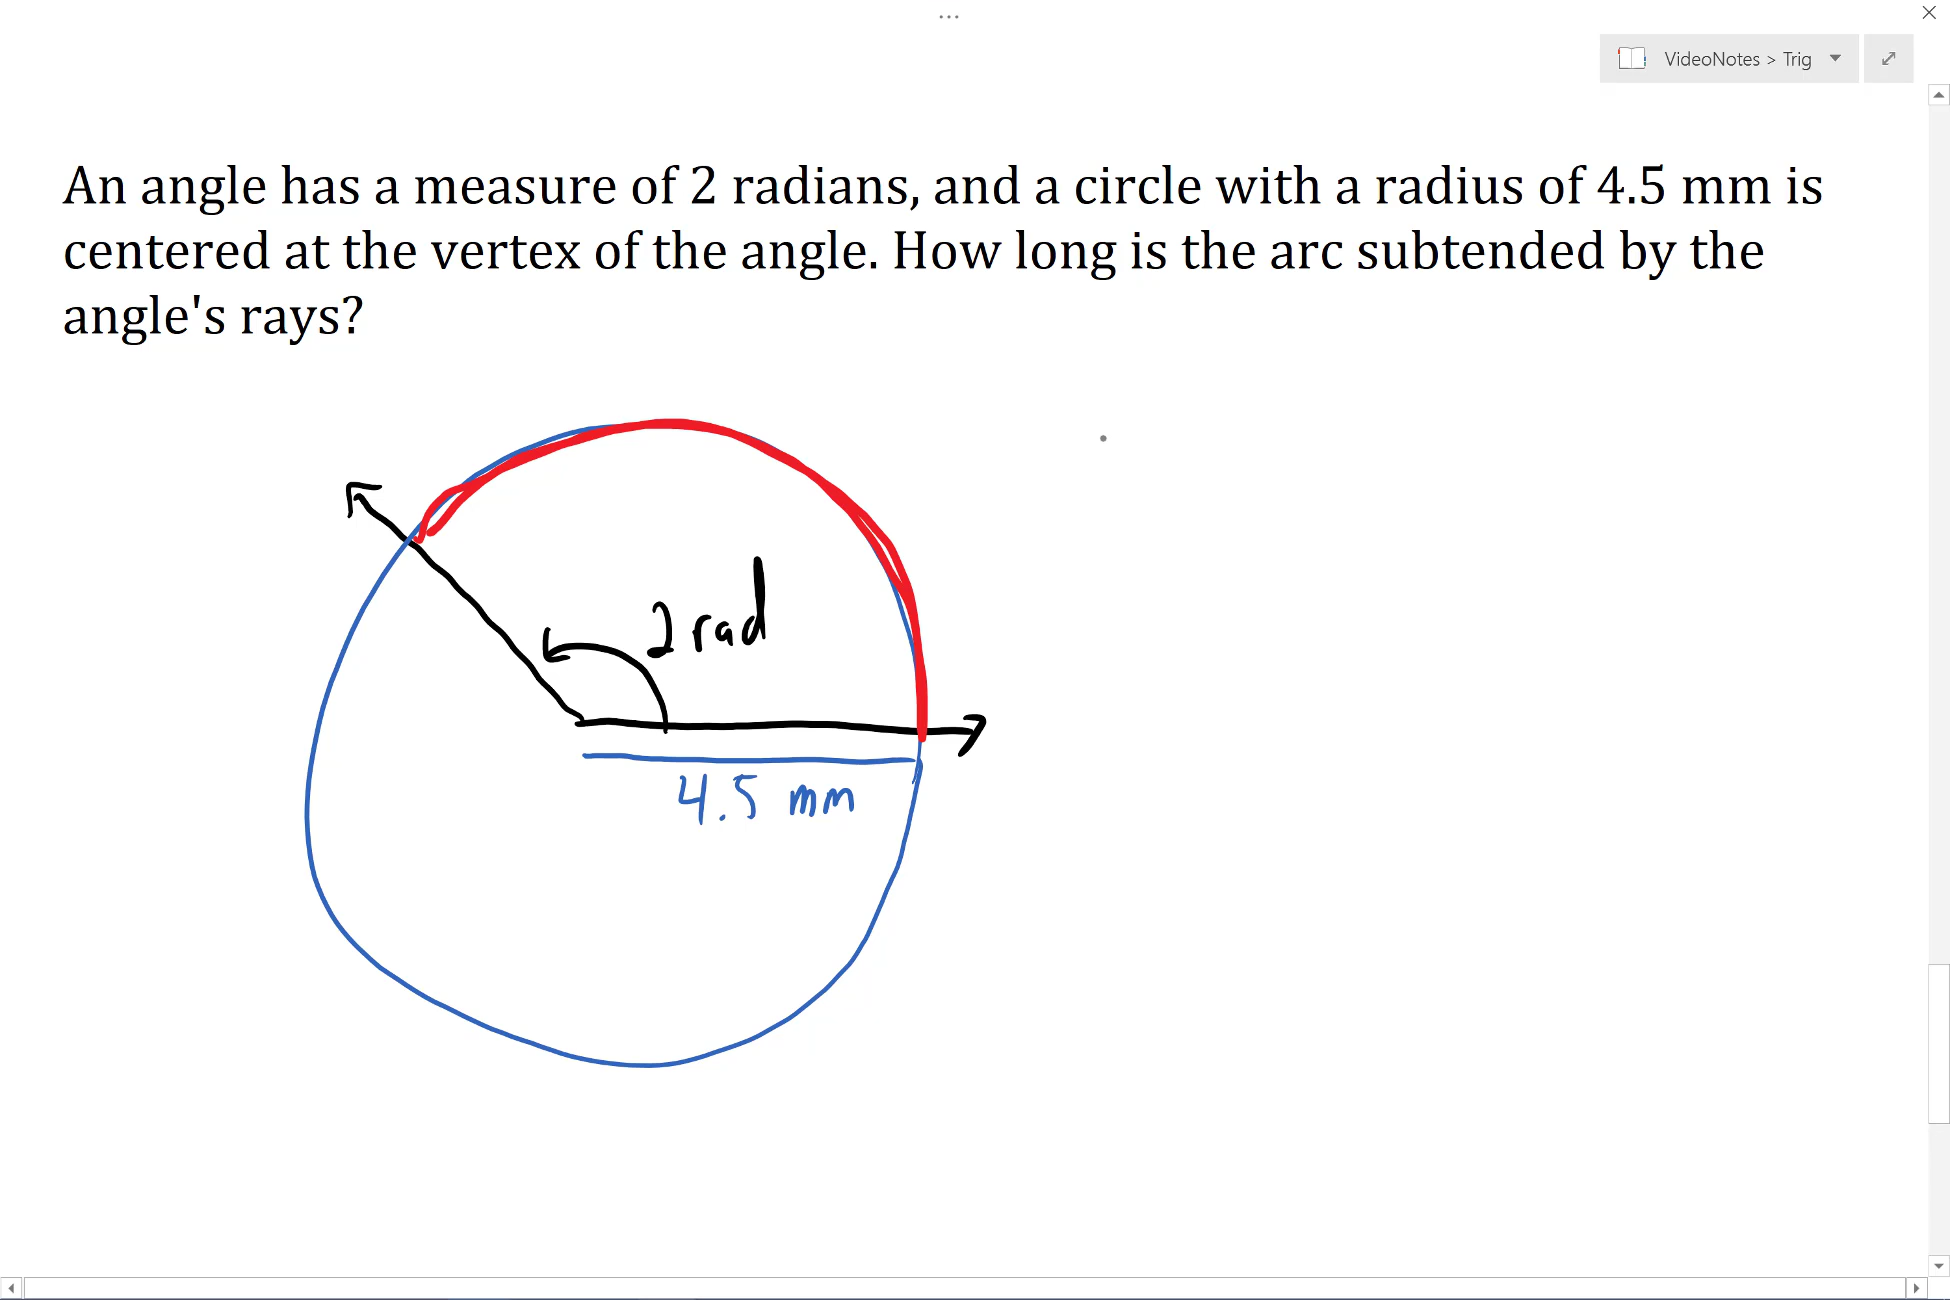 VideoNotes > Trig
An angle has a measure of 2 radians, and a circle with a radius of 4.5 mm is
centered at the vertex of the angle. How long is the arc subtended by the
angle's rays?
2 rad
4.5 mm